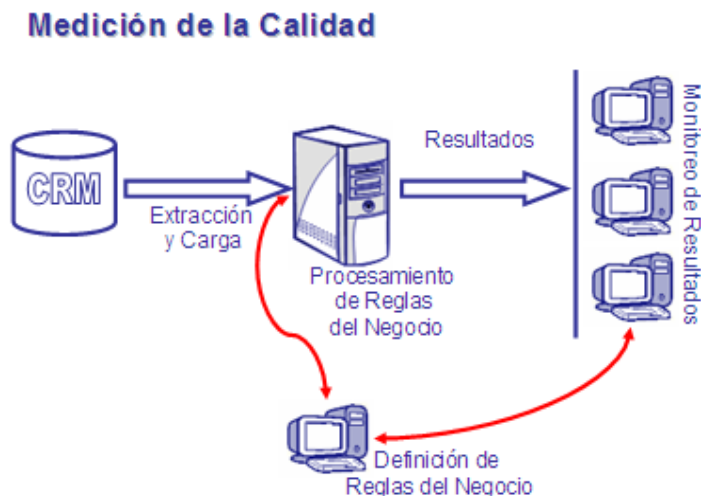 Medición de la Calidad
CRM
Extracción
y Carga
Procesamiento
de Reglas
del Negocio
Resultados
Monitoreo de Resultados
Definición de
Reglas del Negocio